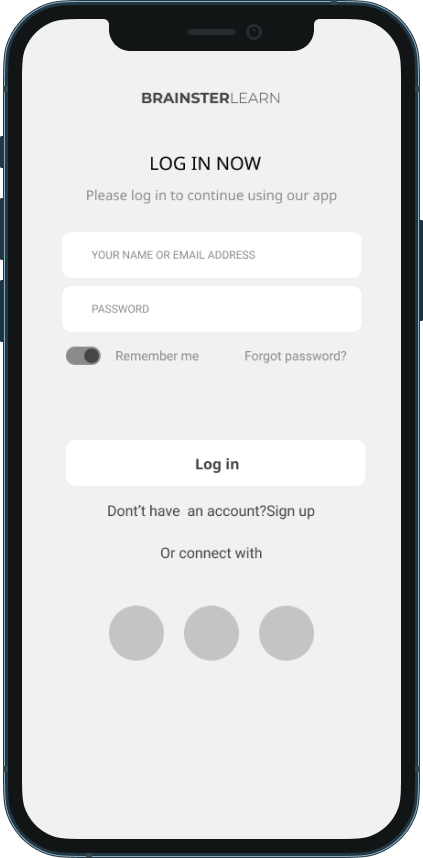 BRAINSTERLEARN
LOG IN NOW
Please log in to continue using our app
YOUR NAME OR EMAIL ADDRESS
PASSWORD
Remember me Forgot password?
Log in
Dont't have an account?Sign up
Or connect with